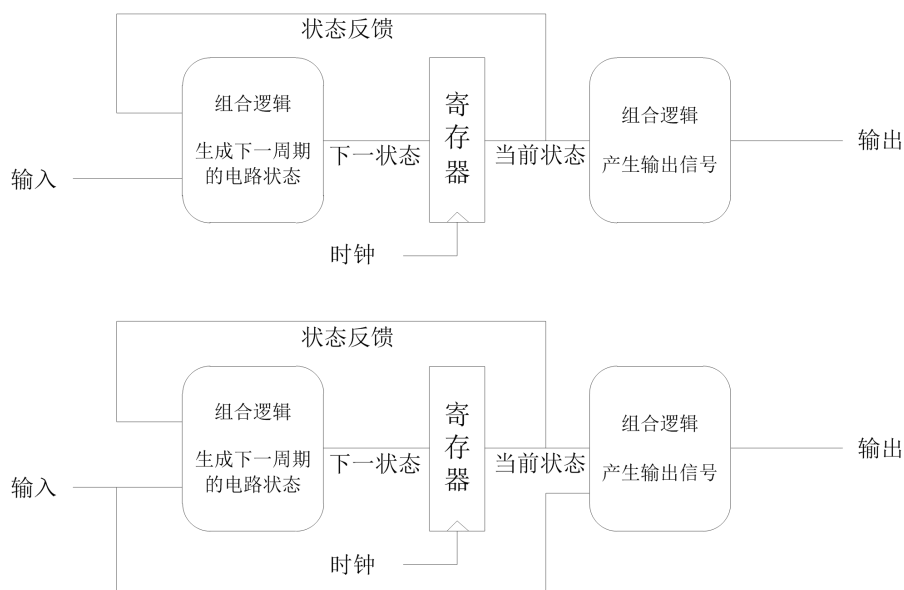 状态反馈
组合逻辑
生成下一周期
的电路状态
输入
下一状态
寄存器
时钟
当前状态
组合逻辑
产生输出信号
输出
状态反馈
组合逻辑
生成下一周期
的电路状态
输入
下一状态
寄存器
时钟
当前状态
组合逻辑
产生输出信号
输出